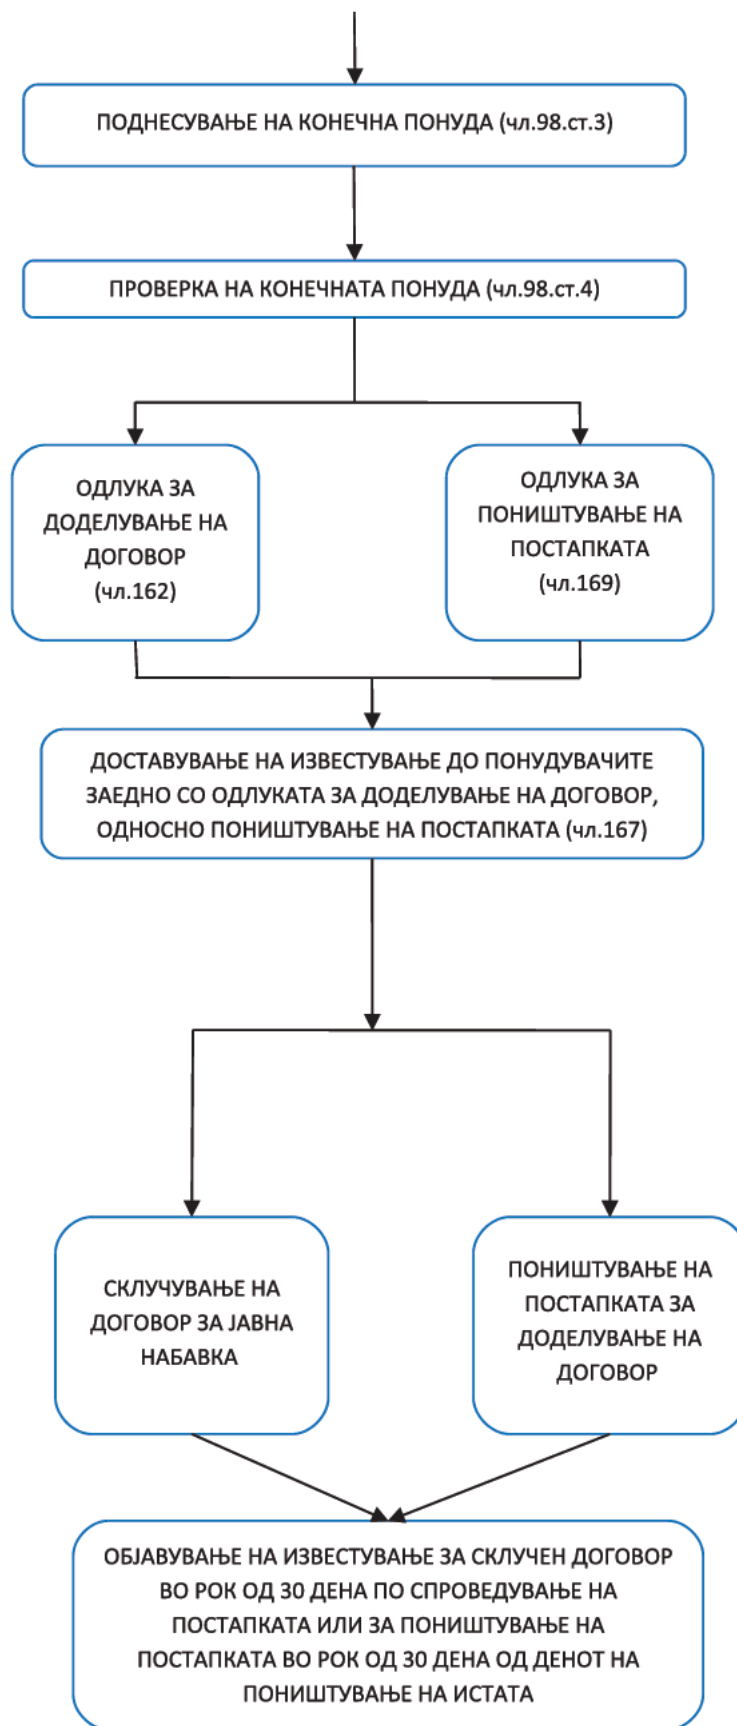 ПОДНЕСУВАЊЕ НА КОНЕЧНА ПОНУДА (чл.98.ст.3)
ПРОВЕРКА НА КОНЕЧНАТА ПОНУДА (чл.98.ст.4)
ОДЛУКА ЗА
ДОДЕЛУВАЊЕ НА
ДОГОВОР
(чл.162)
ОДЛУКА ЗА
ПОНИШТУВАЊЕ НА
ПОСТАПКАТА
(чл.169)
ДОСТАВУВАЊЕ НА ИЗВЕСТУВАЊЕ ДО ПОНУДУВАЧИТЕ
ЗАЕДНО СО ОДЛУКАТА ЗА ДОДЕЛУВАЊЕ НА ДОГОВОР,
ОДНОСНО ПОНИШТУВАЊЕ НА ПОСТАПКАТА (чл.167)
СКЛУЧУВАЊЕ НА
ДОГОВОР ЗА ЈАВНА
НАБАВКА
ПОНИШТУВАЊЕ НА
ПОСТАПКАТА ЗА
ДОДЕЛУВАЊЕ НА
ДОГОВОР
ОБЈАВУВАЊЕ НА ИЗВЕСТУВАЊЕ ЗА СКЛУЧЕН ДОГОВОР
ВО РОК ОД 30 ДЕНА ПО СПРОВЕДУВАЊЕ НА
ПОСТАПКАТА ИЛИ ЗА ПОНИШТУВАЊЕ НА
ПОСТАПКАТА ВО РОК ОД 30 ДЕНА ОД ДЕНОТ НА
ПОНИШТУВАЊЕ НА ИСТАТА